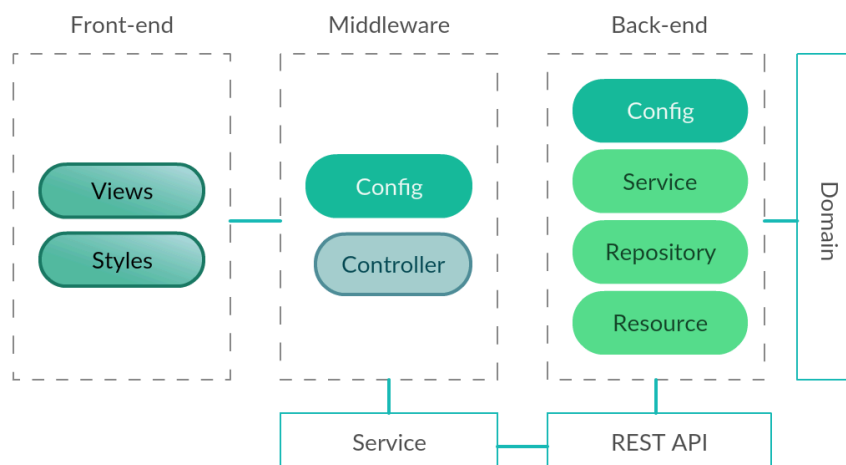 Front-end
Middleware
Back-end
Views
Styles
Config
Controller
Config
Service
Repository
Resource
Domain
Service
REST API